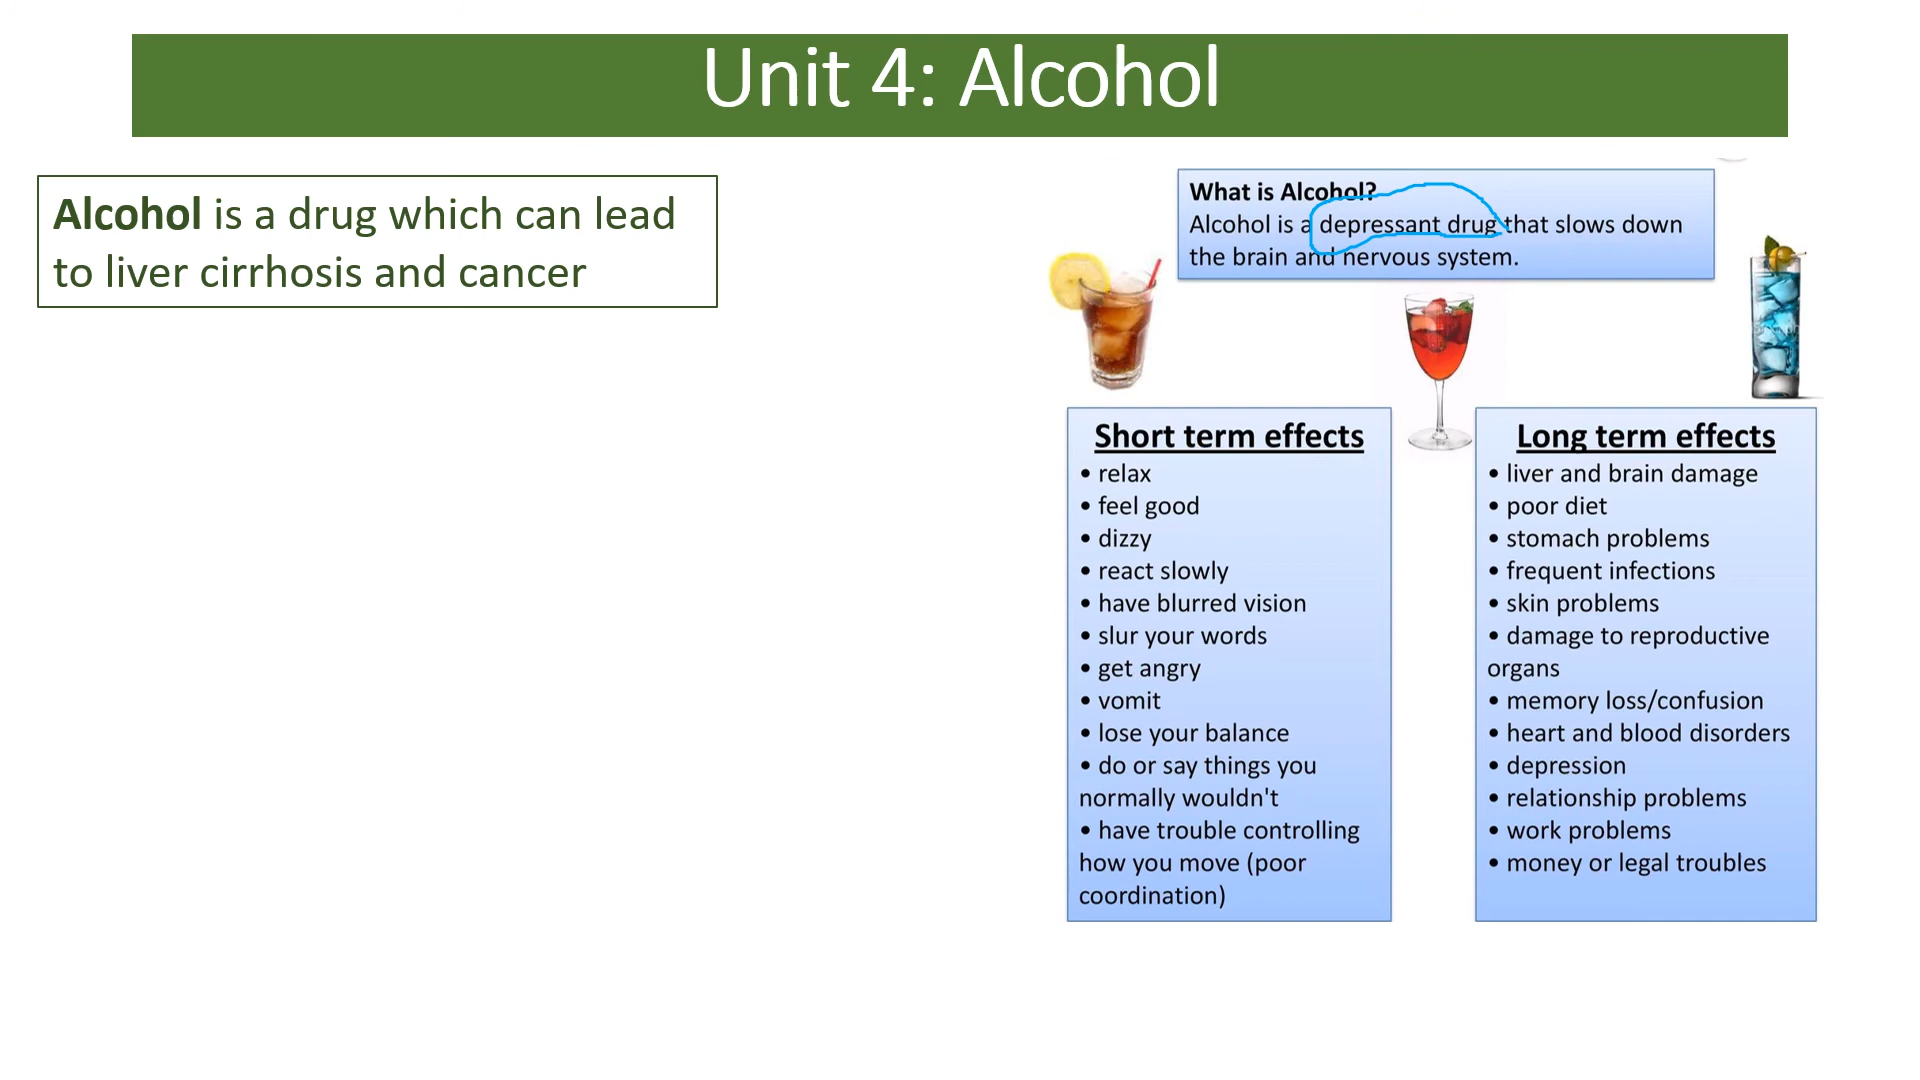 Unit 4: Alcohol
Alcohol is a drug which can lead
to liver cirrhosis and cancer
What is Alcohol?
Alcohol is a depressant drug that slows down
the brain and nervous system.
Short term effects
• relax
• feel good
• dizzy
• react slowly
• have blurred vision
• slur your words
• get angry
• vomit
• lose your balance
• do or say things you
normally wouldn't
• have trouble controlling
how you move (poor
coordination)
Long term effects
• liver and brain damage
• poor diet
• stomach problems
• frequent infections
• skin problems
• damage to reproductive
organs
• memory loss/confusion
• heart and blood disorders
• depression
• relationship problems
• work problems
• money or legal troubles